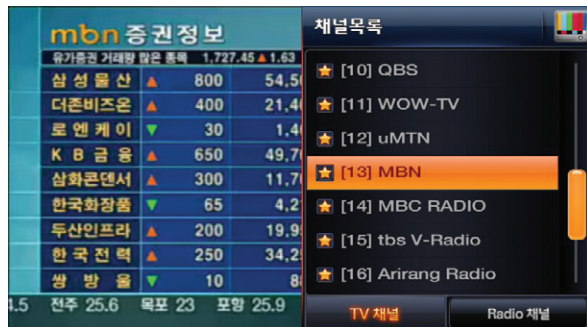 mbn 증권정보
유가증권 거래량 많은 종목 1,727.45 ▲ 1.63
삼성물산 ▲ 800 54,5
더존비즈온 ▲ 400 21,4
로엔케이 ▼ 30 1,4
KB금융 ▲ 650 49,7
삼화콘덴서 ▲ 300 11,7
한국화장품 ▼ 65 4,2
두산인프라 ▲ 200 19,9
한국전력 ▲ 250 34,2
쌍방울 ▼ 10 8
4.5 전주 25.6 목포 23 포항 25.9
채널목록
[10] QBS
[11] WOW-TV
[12] uMTN
[13] MBN
[14] MBC RADIO
[15] tbs V-Radio
[16] Arirang Radio
TV 채널 Radio 채널